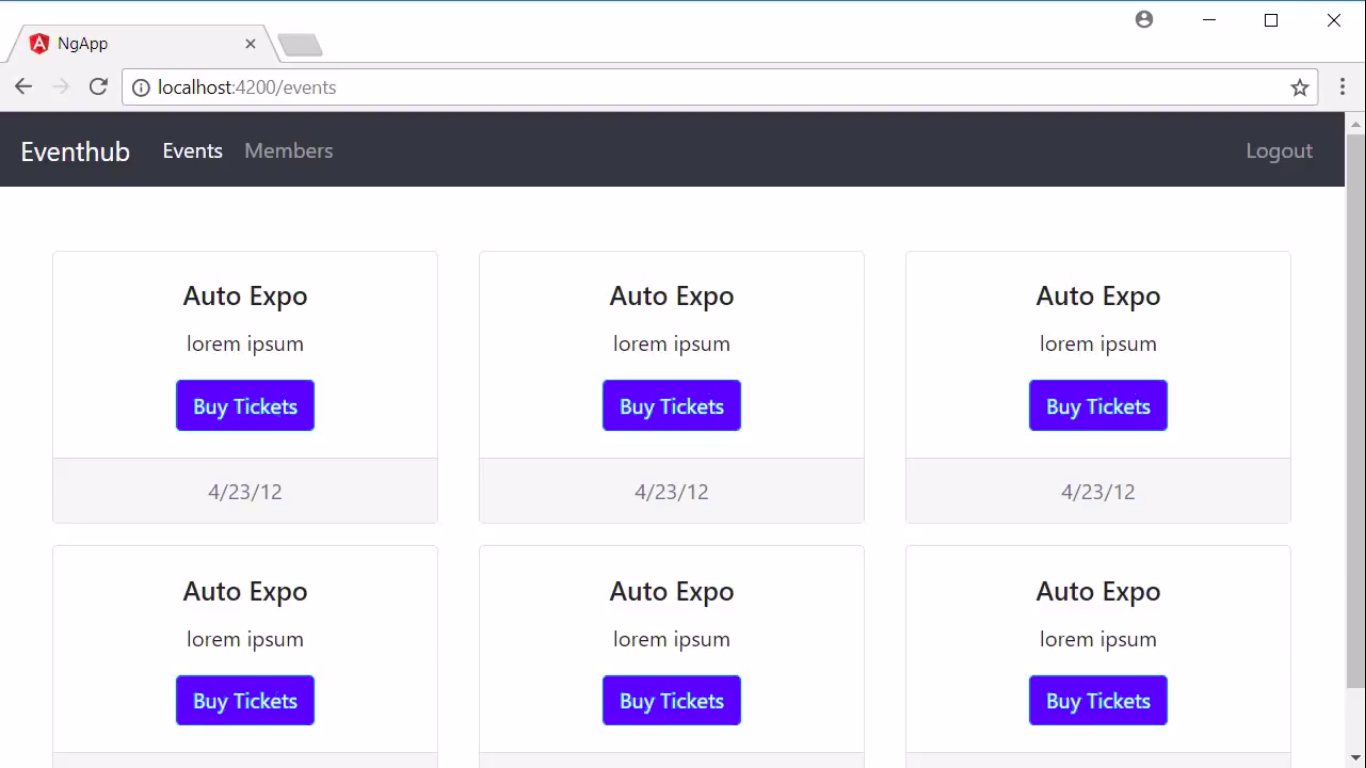 NgApp
localhost:4200/events
Eventhub Events Members Logout
Auto Expo Auto Expo Auto Expo
lorem ipsum lorem ipsum lorem ipsum
Buy Tickets Buy Tickets Buy Tickets
4/23/12 4/23/12 4/23/12
Auto Expo Auto Expo Auto Expo
lorem ipsum lorem ipsum lorem ipsum
Buy Tickets Buy Tickets Buy Tickets